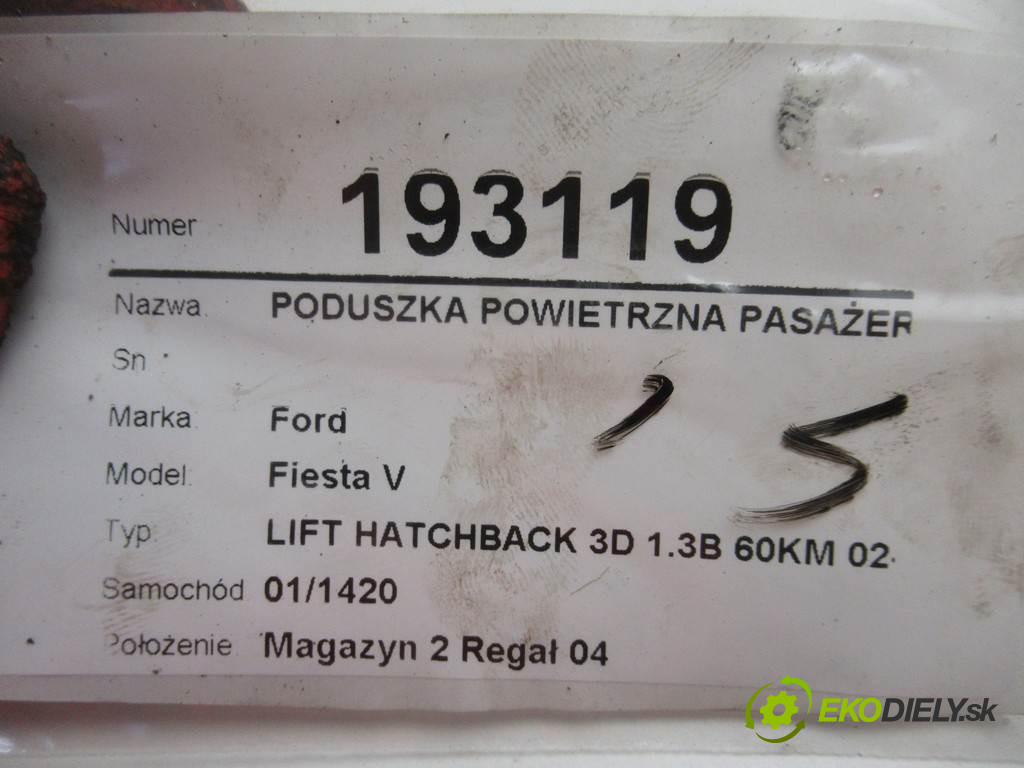 Numer 193119
Nazwa PODUSZKA POWIETRZNA PASAŻER
Sn
Marka Ford
Model Fiesta V
Typ LIFT HATCHBACK 3D 1.3B 60KM 02-
Samochód 01/1420
Położenie Magazyn 2 Regał 04
' 5
EKODIELY.sk